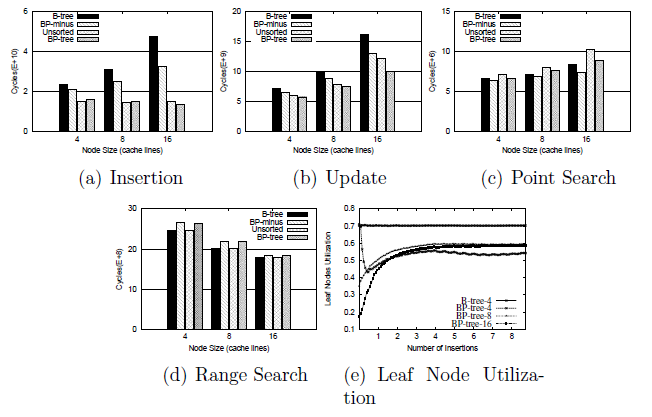 6
4
2
0
Cycles(E+10)
B-tree
BP-minus
Unsorted
BP-tree
4 8 16
Node Size (cache lines)
(a) Insertion
20
15
10
5
0
Cycles(E+9)
B-tree
BP-minus
Unsorted
BP-tree
4 8 16
Node Size (cache lines)
(b) Update
15
10
5
0
Cycles(E+6)
B-tree
BP-minus
Unsorted
BP-tree
4 8 16
Node Size (cache lines)
(c) Point Search
30
20
10
0
Cycles(E+8)
B-tree
BP-minus
Unsorted
BP-tree
4 8 16
Node Size (cache lines)
(d) Range Search
0.8
0.7
0.6
0.5
0.4
0.3
0.2
0.1
Leaf Nodes Utilization
B-tree-4
BP-tree-4
BP-tree-8
BP-tree-16
1 2 3 4 5 6 7 8
Number of Insertions
(e) Leaf Node Utiliza-
tion